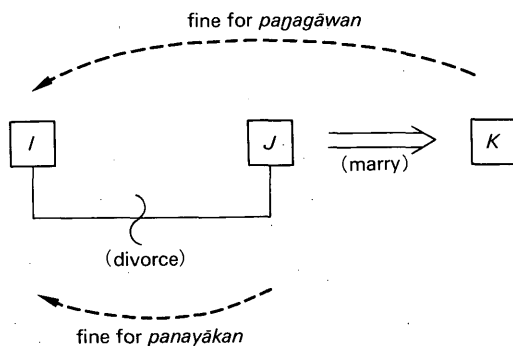 fine for paŋagāwan
I
J
K
(marry)
(divorce)
fine for panayākan